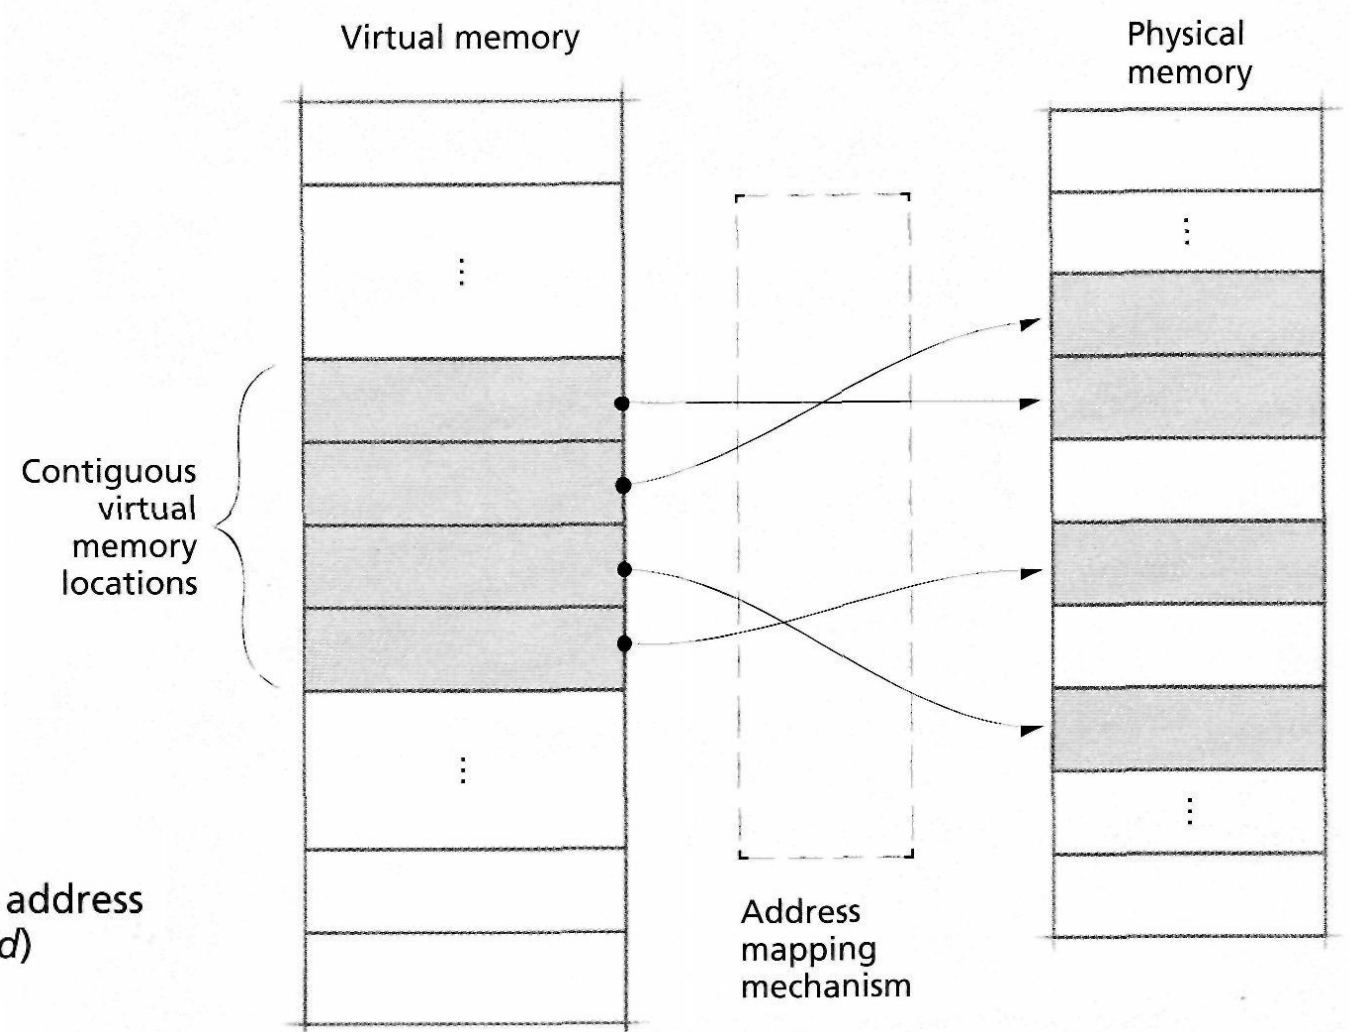 Virtual memory
Physical
memory
Contiguous
virtual
memory
locations
address
d)
Address
mapping
mechanism